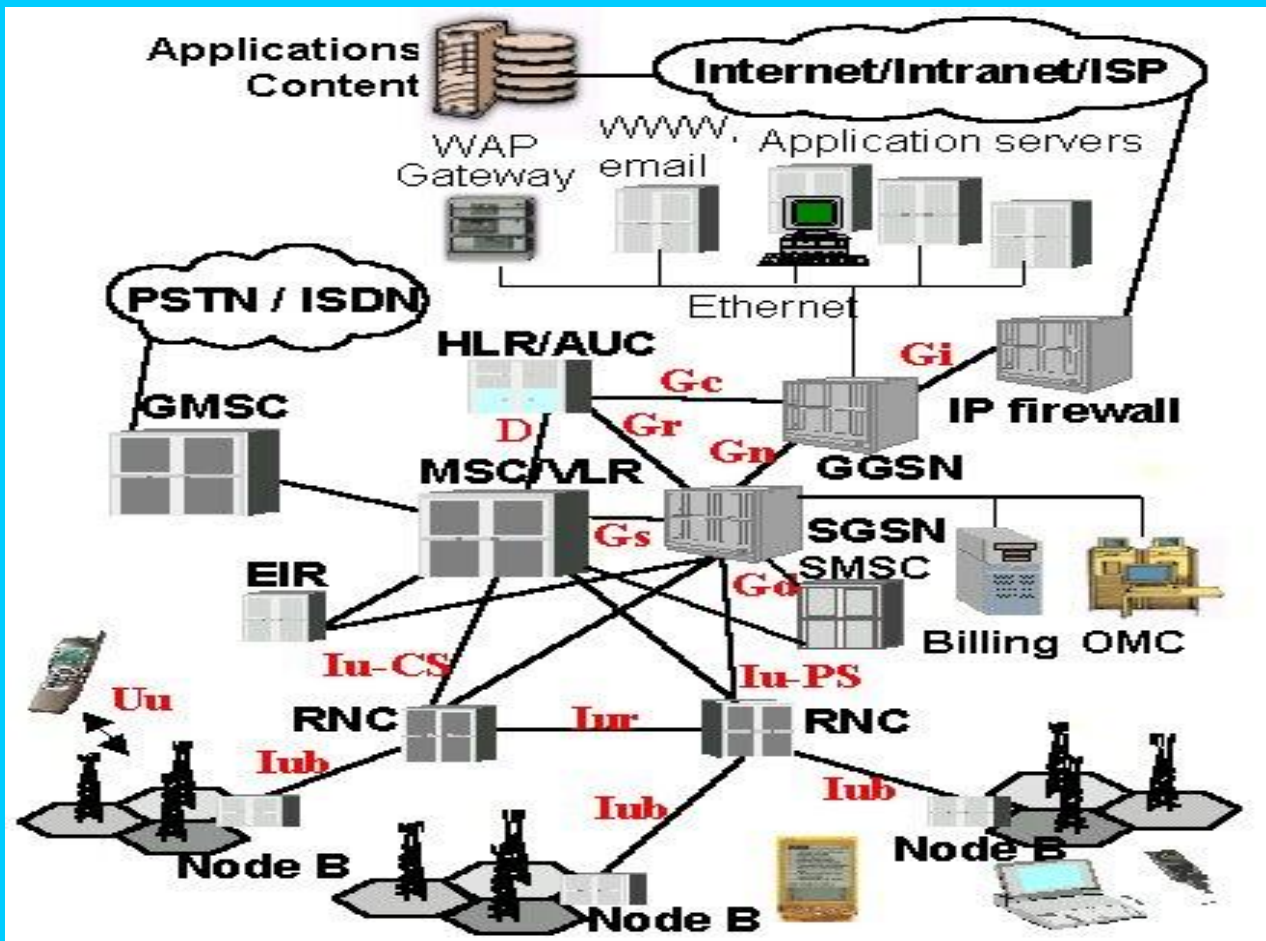 Applications
Content
Internet/Intranet/ISP
WAP
Gateway
WWW,
email
Application servers
Ethernet
PSTN / ISDN
HLR/AUC
Gc
Gi
IP firewall
GMSC
D
Gr
Gn
GGSN
MSC/VLR
Gs
SGSN
SMSC
Gd
EIR
Billing
OMC
Iu-CS
Iu-PS
Uu
RNC
Iur
RNC
Iub
Iub
Iub
Node B
Node B
Node B